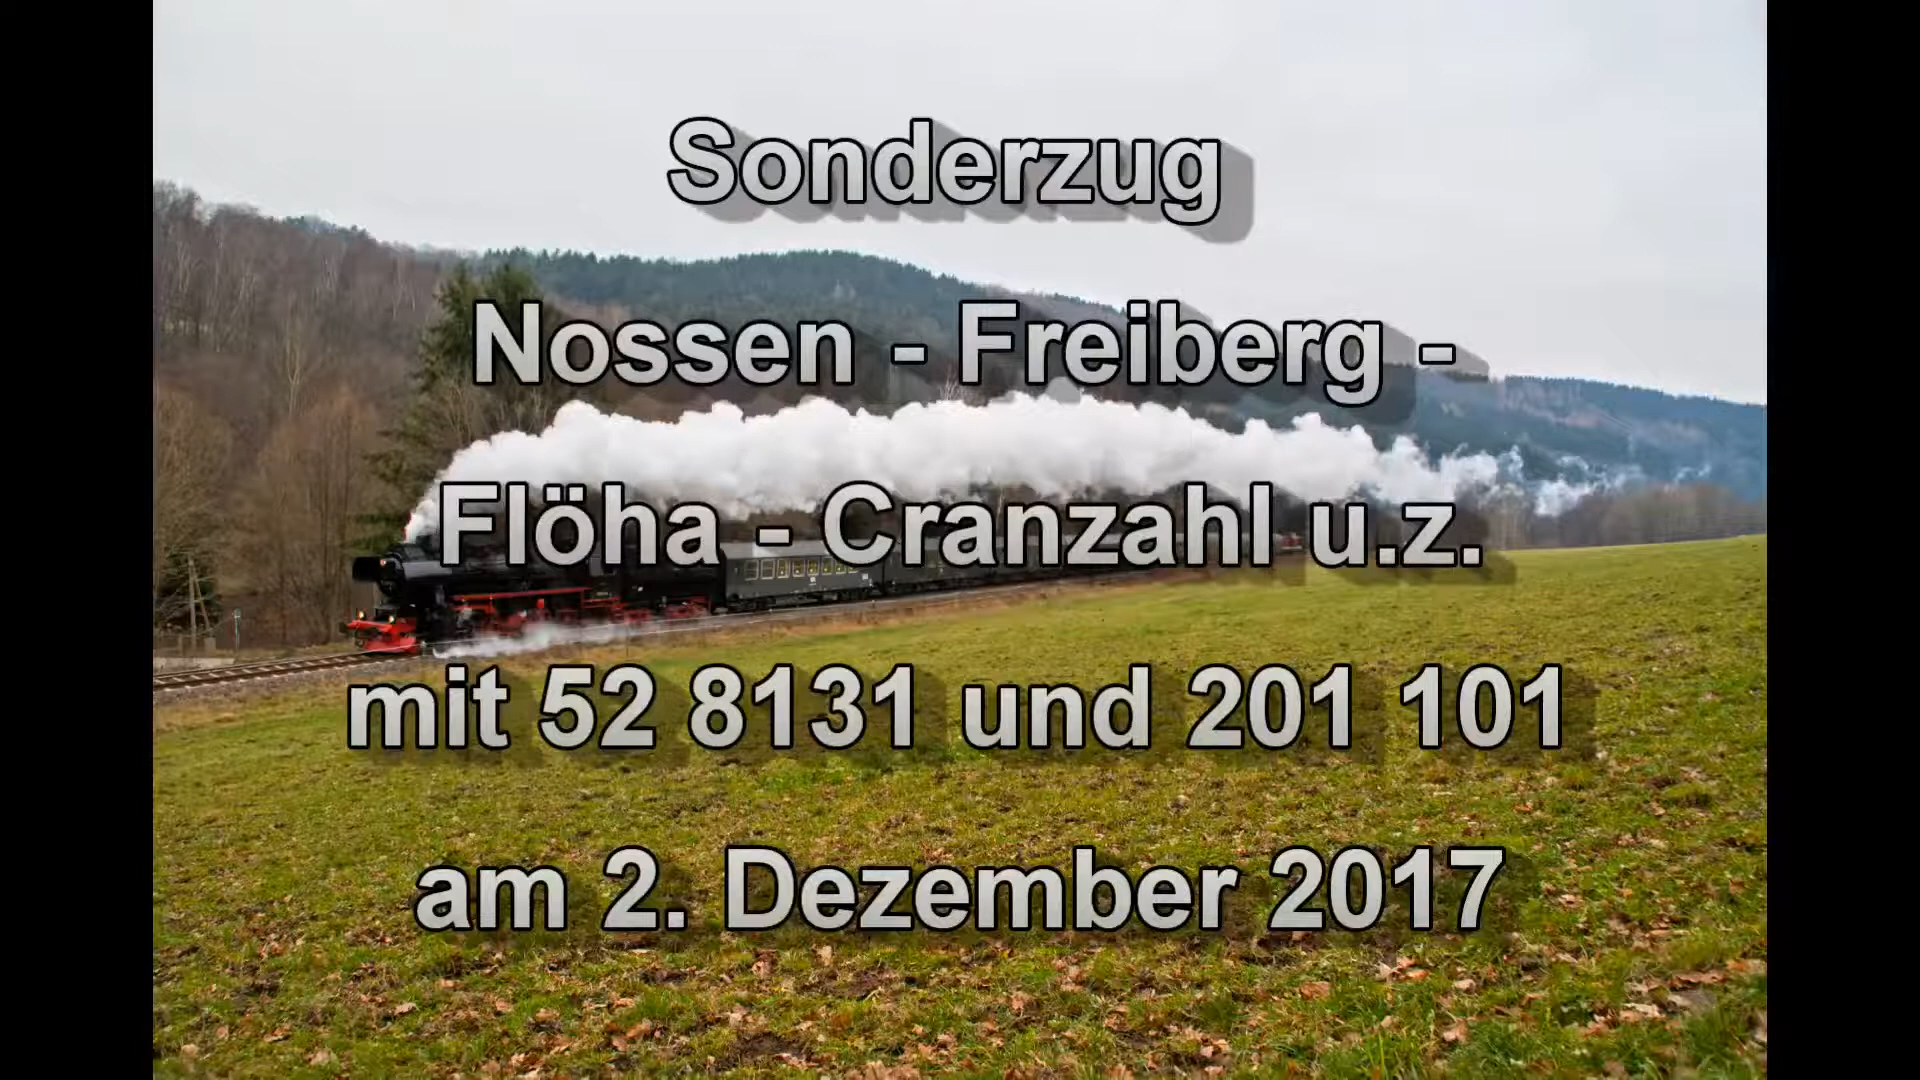 Sonderzug
Nossen - Freiberg -
Flöha - Cranzahl u.z.
mit 52 8131 und 201 101
am 2. Dezember 2017